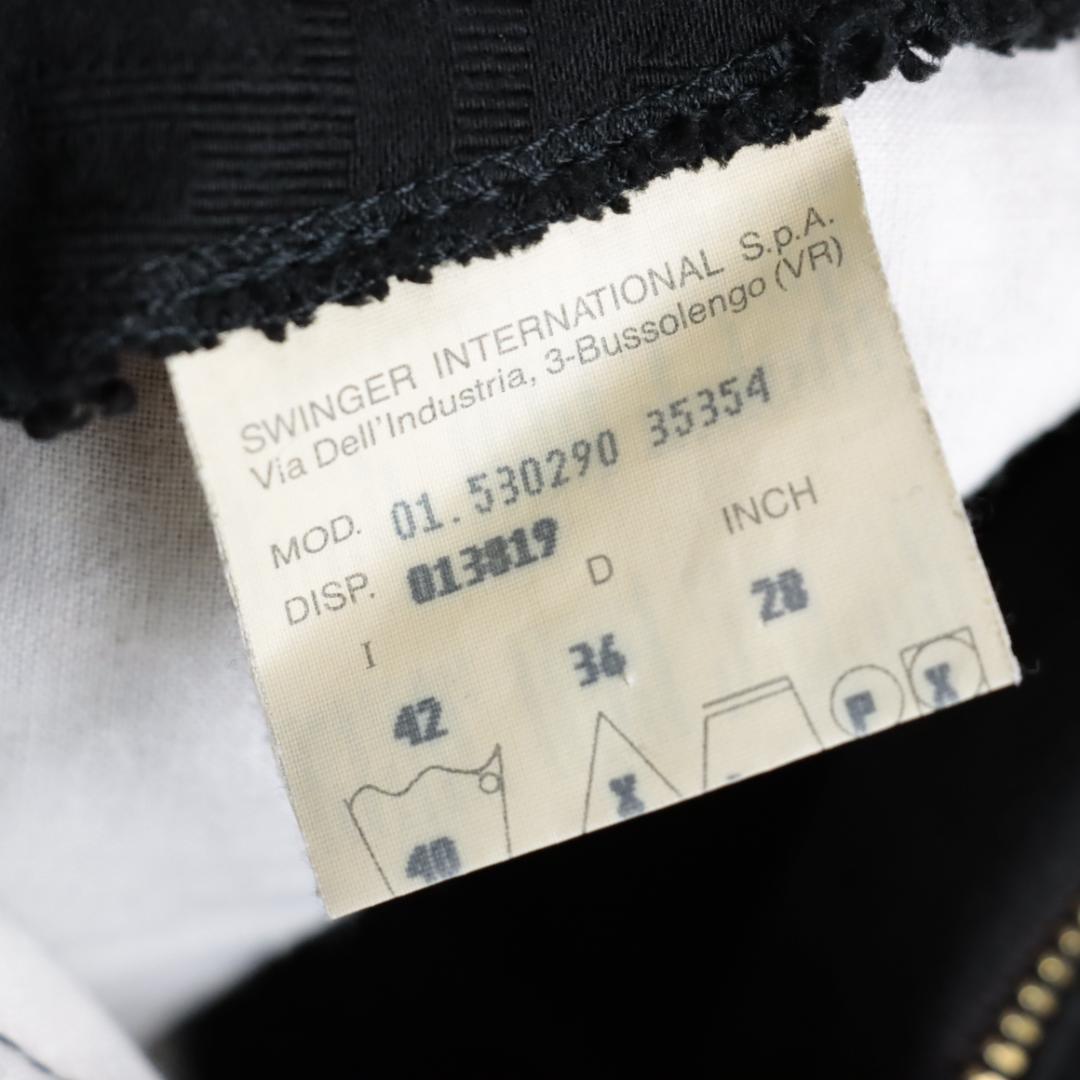 SWINGER INTERNATIONAL S.p.A.
Via Dell'Industria, 3-Bussolengo (VR)
MOD. 01.530290 35354
DISP. 013819
I D INCH
42 36 28
40 X P X